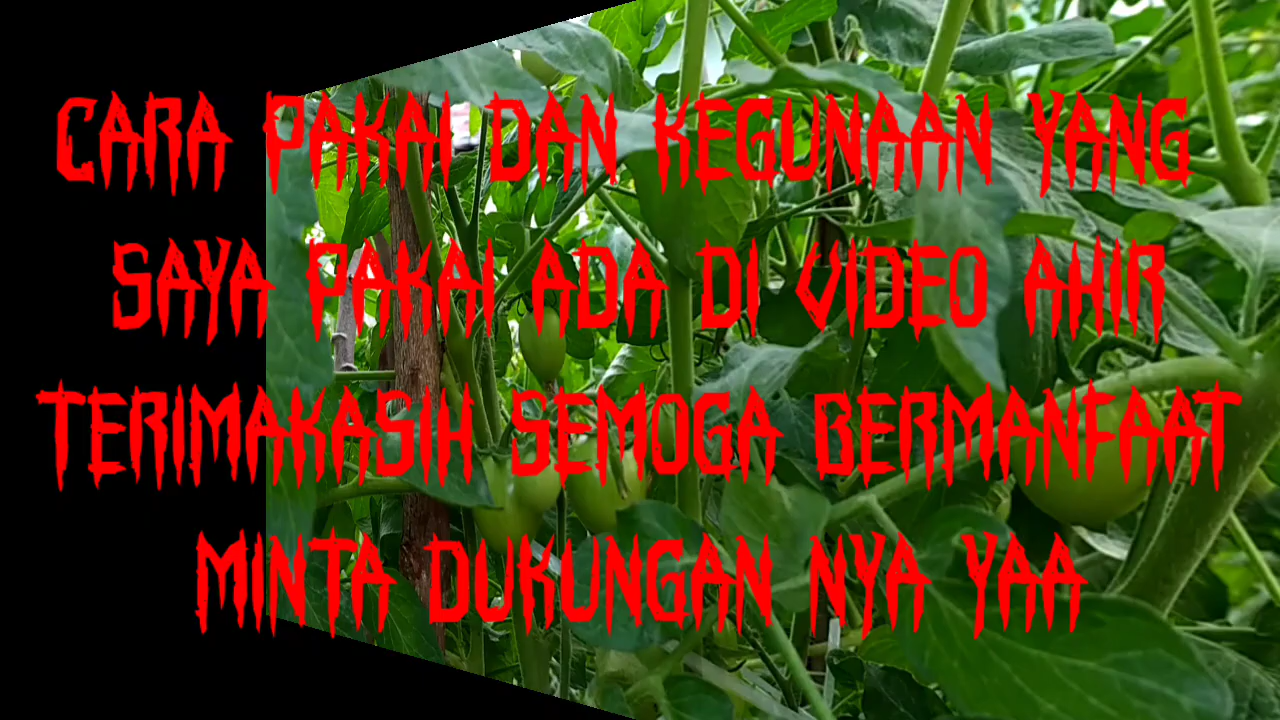 CARA PAKAI DAN KEGUNAAN YANG
SAYA PAKAI ADA DI VIDEO AHIR
TERIMAKASIH SEMOGA BERMANFAAT
MINTA DUKUNGAN NYA YAA